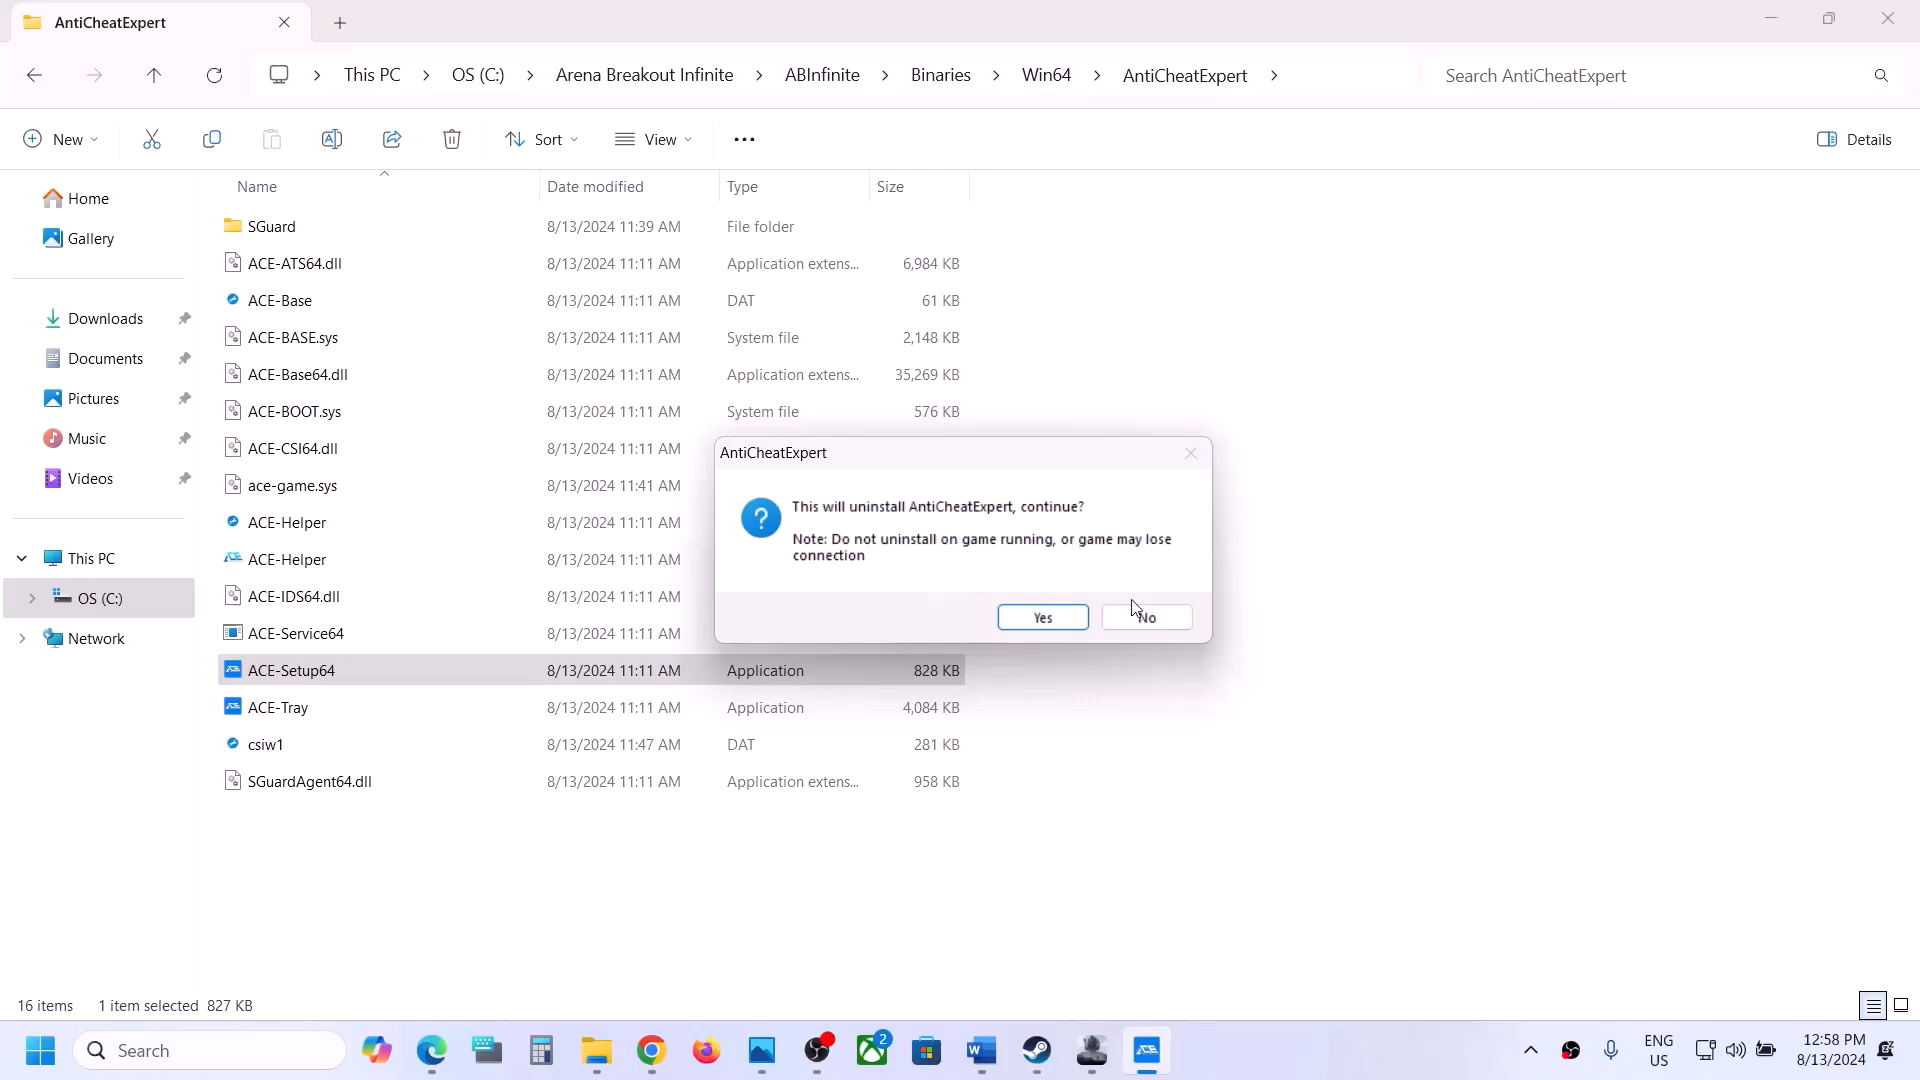 AntiCheatExpert
This PC
OS (C:)
Arena Breakout Infinite
ABInfinite
Binaries
Win64
AntiCheatExpert
Search AntiCheatExpert
New
Sort
View
Details
Name
Date modified
Type
Size
Home
Gallery
Downloads
Documents
Pictures
Music
Videos
This PC
OS (C:)
Network
SGuard 8/13/2024 11:39 AM File folder
ACE-ATS64.dll 8/13/2024 11:11 AM Application extens... 6,984 KB
ACE-Base 8/13/2024 11:11 AM DAT 61 KB
ACE-BASE.sys 8/13/2024 11:11 AM System file 2,148 KB
ACE-Base64.dll 8/13/2024 11:11 AM Application extens... 35,269 KB
ACE-BOOT.sys 8/13/2024 11:11 AM System file 576 KB
ACE-CSI64.dll 8/13/2024 11:11 AM
ace-game.sys 8/13/2024 11:41 AM
ACE-Helper 8/13/2024 11:11 AM
ACE-Helper 8/13/2024 11:11 AM
ACE-IDS64.dll 8/13/2024 11:11 AM
ACE-Service64 8/13/2024 11:11 AM
ACE-Setup64 8/13/2024 11:11 AM Application 828 KB
ACE-Tray 8/13/2024 11:11 AM Application 4,084 KB
csiw1 8/13/2024 11:47 AM DAT 281 KB
SGuardAgent64.dll 8/13/2024 11:11 AM Application extens... 958 KB
AntiCheatExpert
This will uninstall AntiCheatExpert, continue?
Note: Do not uninstall on game running, or game may lose
connection
Yes
No
16 items 1 item selected 827 KB
Search
2
ENG
US
12:58 PM
8/13/2024